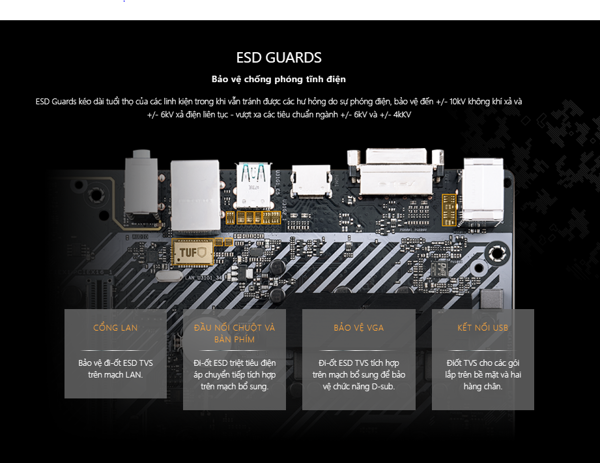 ESD GUARDS
Bảo vệ chống phóng tĩnh điện
ESD Guards kéo dài tuổi thọ của các linh kiện trong khi vẫn tránh được các hư hỏng do sự phóng điện, bảo vệ đến +/- 10kV không khí xả và
+/- 6kV xả điện liên tục - vượt xa các tiêu chuẩn ngành +/- 6kV và +/- 4kKV
TUF
CỔNG LAN
Bảo vệ đi-ốt ESD TVS
trên mạch LAN.
ĐẦU NỐI CHUỘT VÀ
BÀN PHÍM
Đi-ốt ESD triệt tiêu điện
áp chuyển tiếp tích hợp
trên mạch bổ sung.
BẢO VỆ VGA
Đi-ốt ESD TVS tích hợp
trên mạch bổ sung để bảo
vệ chức năng D-sub.
KẾT NỐI USB
Điốt TVS cho các gói
lắp trên bề mặt và hai
hàng chân.